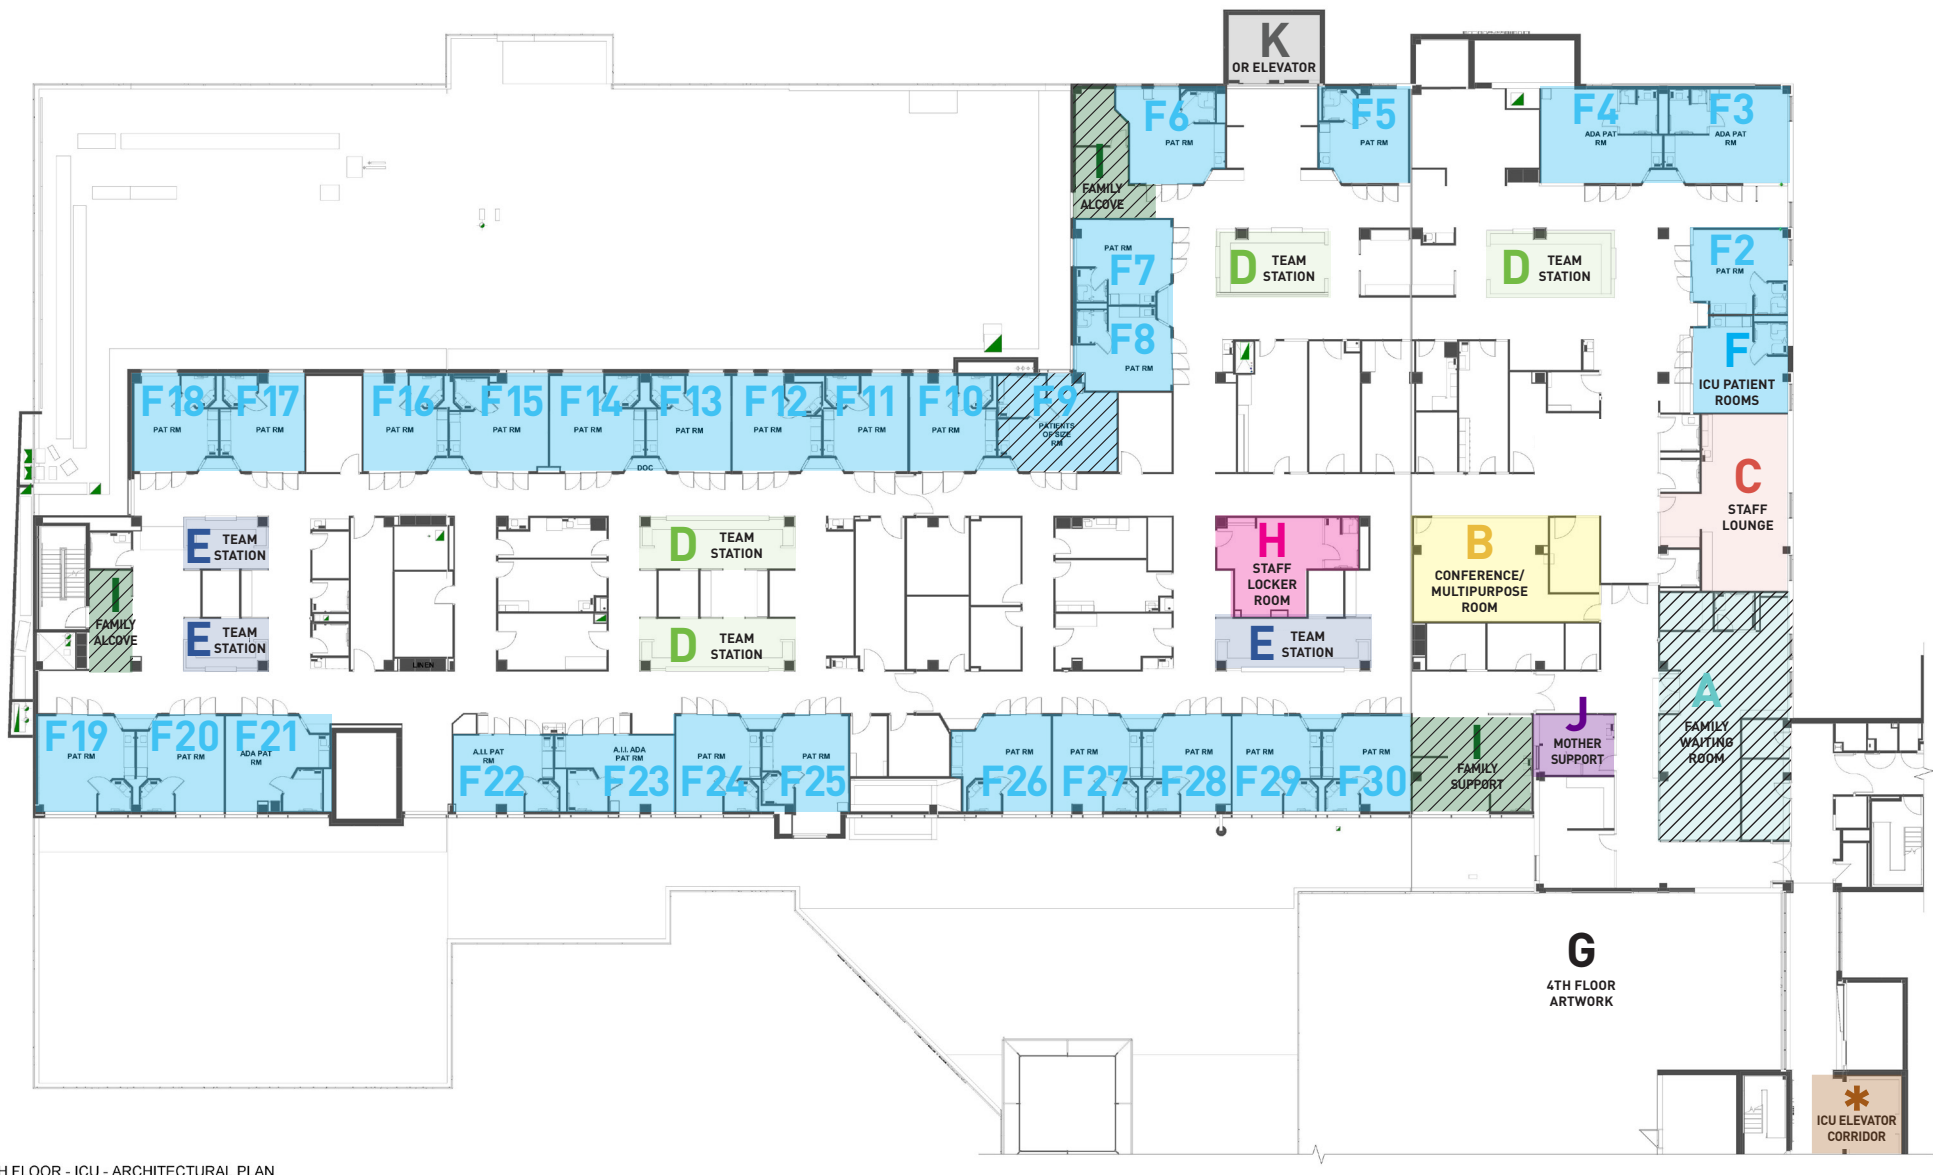 K
OR ELEVATOR
F6
PAT RM
F5
PAT RM
F4
ADA PAT
RM
F3
ADA PAT
RM
I
FAMILY
ALCOVE
PAT RM
F7
D
TEAM
STATION
D
TEAM
STATION
F2
PAT RM
F8
PAT RM
F
ICU PATIENT
ROOMS
F18
PAT RM
F17
PAT RM
F16
PAT RM
F15
PAT RM
F14
PAT RM
DOC
F13
PAT RM
F12
PAT RM
F11
PAT RM
F10
PAT RM
F9
PATIENTS
OF SIZE
RM
C
STAFF
LOUNGE
E
TEAM
STATION
D
TEAM
STATION
H
STAFF
LOCKER
ROOM
B
CONFERENCE/
MULTIPURPOSE
ROOM
I
FAMILY
ALCOVE
E
TEAM
STATION
LINEN
D
TEAM
STATION
E
TEAM
STATION
A
FAMILY
WAITING
ROOM
F19
PAT RM
F20
PAT RM
F21
ADA PAT
RM
A.I.I. PAT
RM
F22
A.I.I. ADA
PAT RM
F23
PAT RM
F24
PAT RM
F25
PAT RM
F26
PAT RM
F27
PAT RM
F28
PAT RM
F29
PAT RM
F30
I
FAMILY
SUPPORT
J
MOTHER
SUPPORT
G
4TH FLOOR
ARTWORK
*
ICU ELEVATOR
CORRIDOR
H FLOOR - ICU - ARCHITECTURAL PLAN